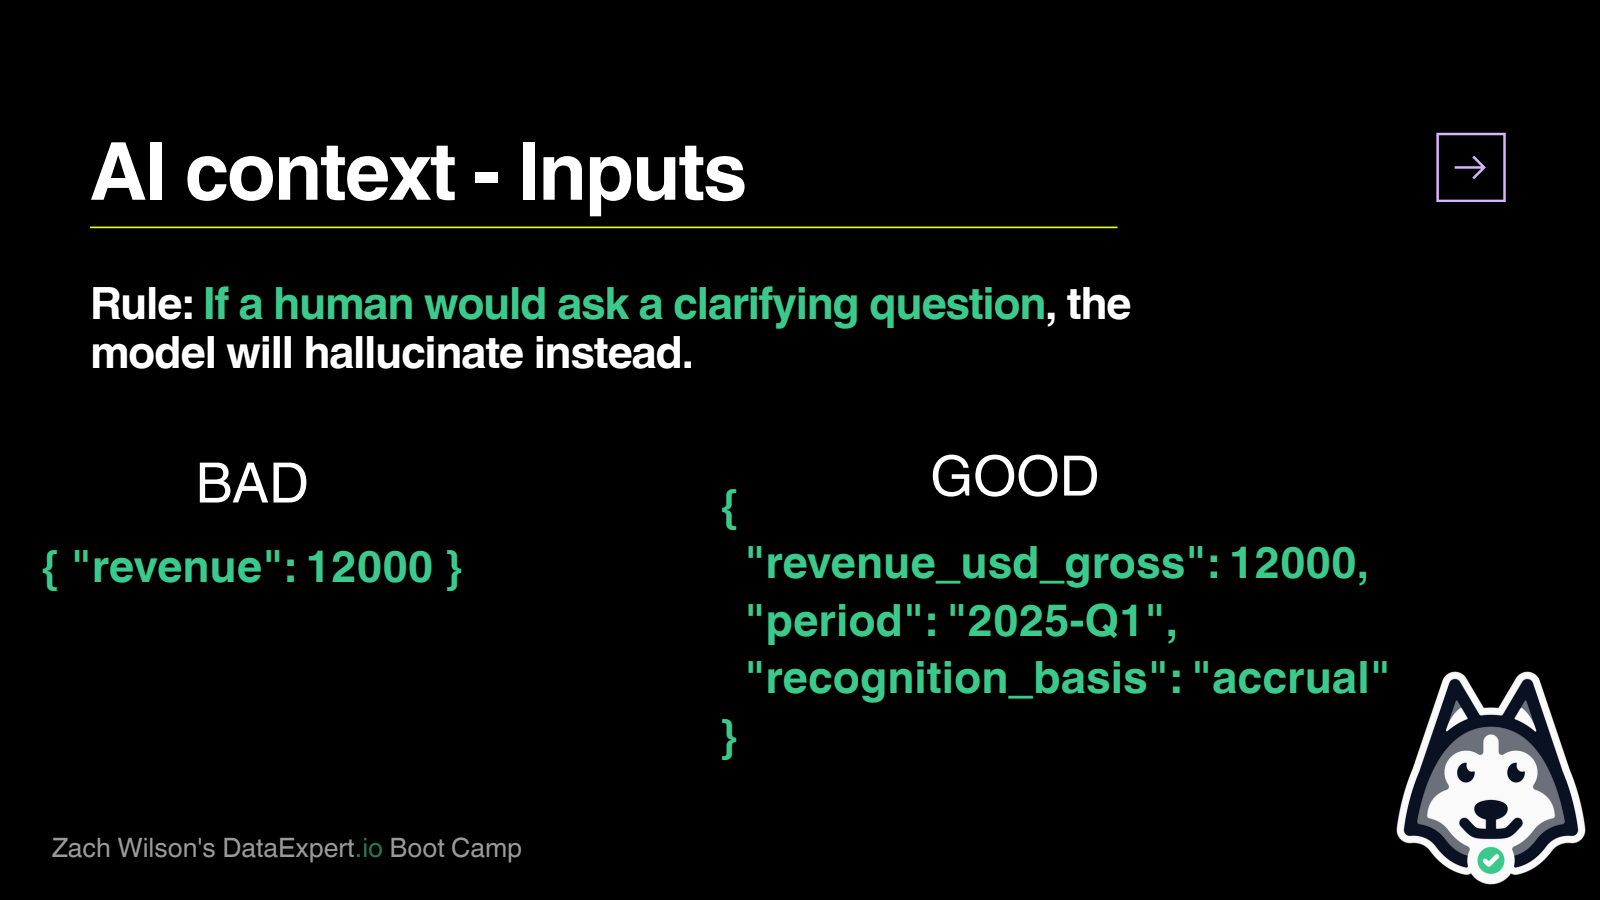 AI context - Inputs
Rule: If a human would ask a clarifying question, the
model will hallucinate instead.
BAD
{ "revenue": 12000 }
GOOD
{
"revenue_usd_gross": 12000,
"period": "2025-Q1",
"recognition_basis": "accrual"
}
Zach Wilson's DataExpert.io Boot Camp